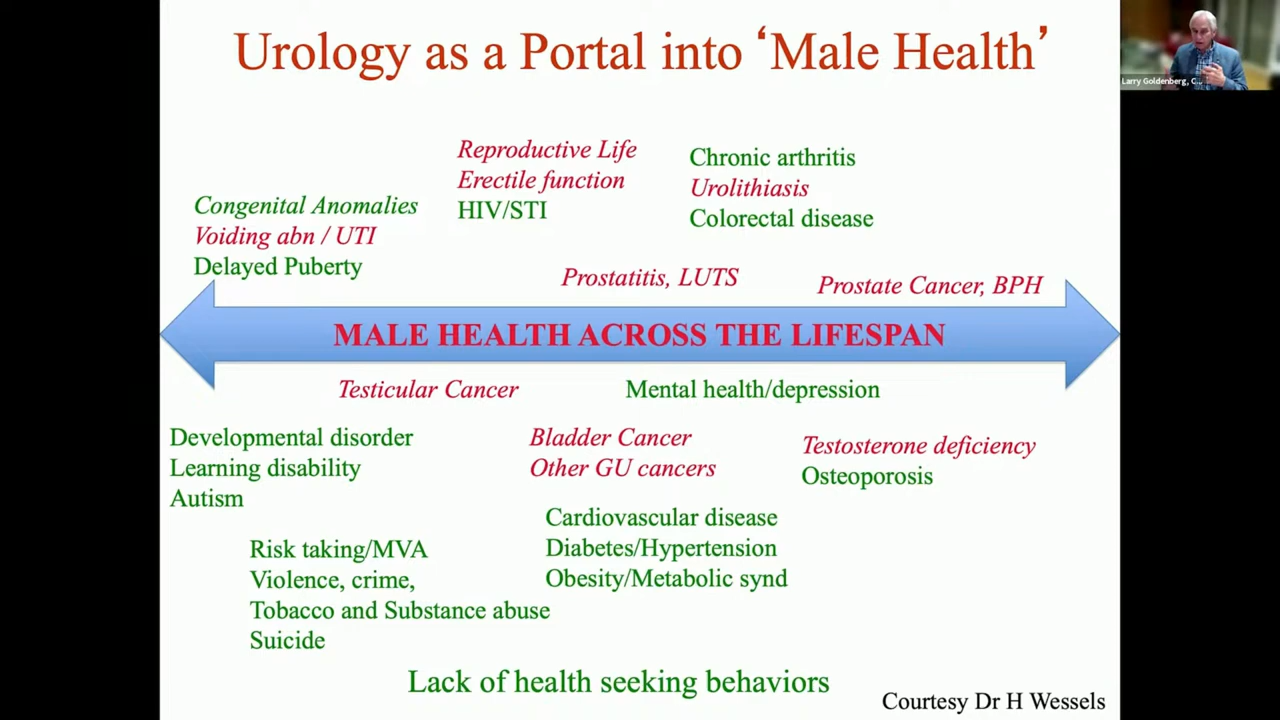 Urology as a Portal into ‘Male Health’
Larry Goldenberg, C...
Reproductive Life
Erectile function
HIV/STI
Chronic arthritis
Urolithiasis
Colorectal disease
Congenital Anomalies
Voiding abn / UTI
Delayed Puberty
Prostatitis, LUTS
Prostate Cancer, BPH
MALE HEALTH ACROSS THE LIFESPAN
Testicular Cancer
Mental health/depression
Developmental disorder
Learning disability
Autism
Bladder Cancer
Other GU cancers
Testosterone deficiency
Osteoporosis
Cardiovascular disease
Diabetes/Hypertension
Obesity/Metabolic synd
Risk taking/MVA
Violence, crime,
Tobacco and Substance abuse
Suicide
Lack of health seeking behaviors
Courtesy Dr H Wessels